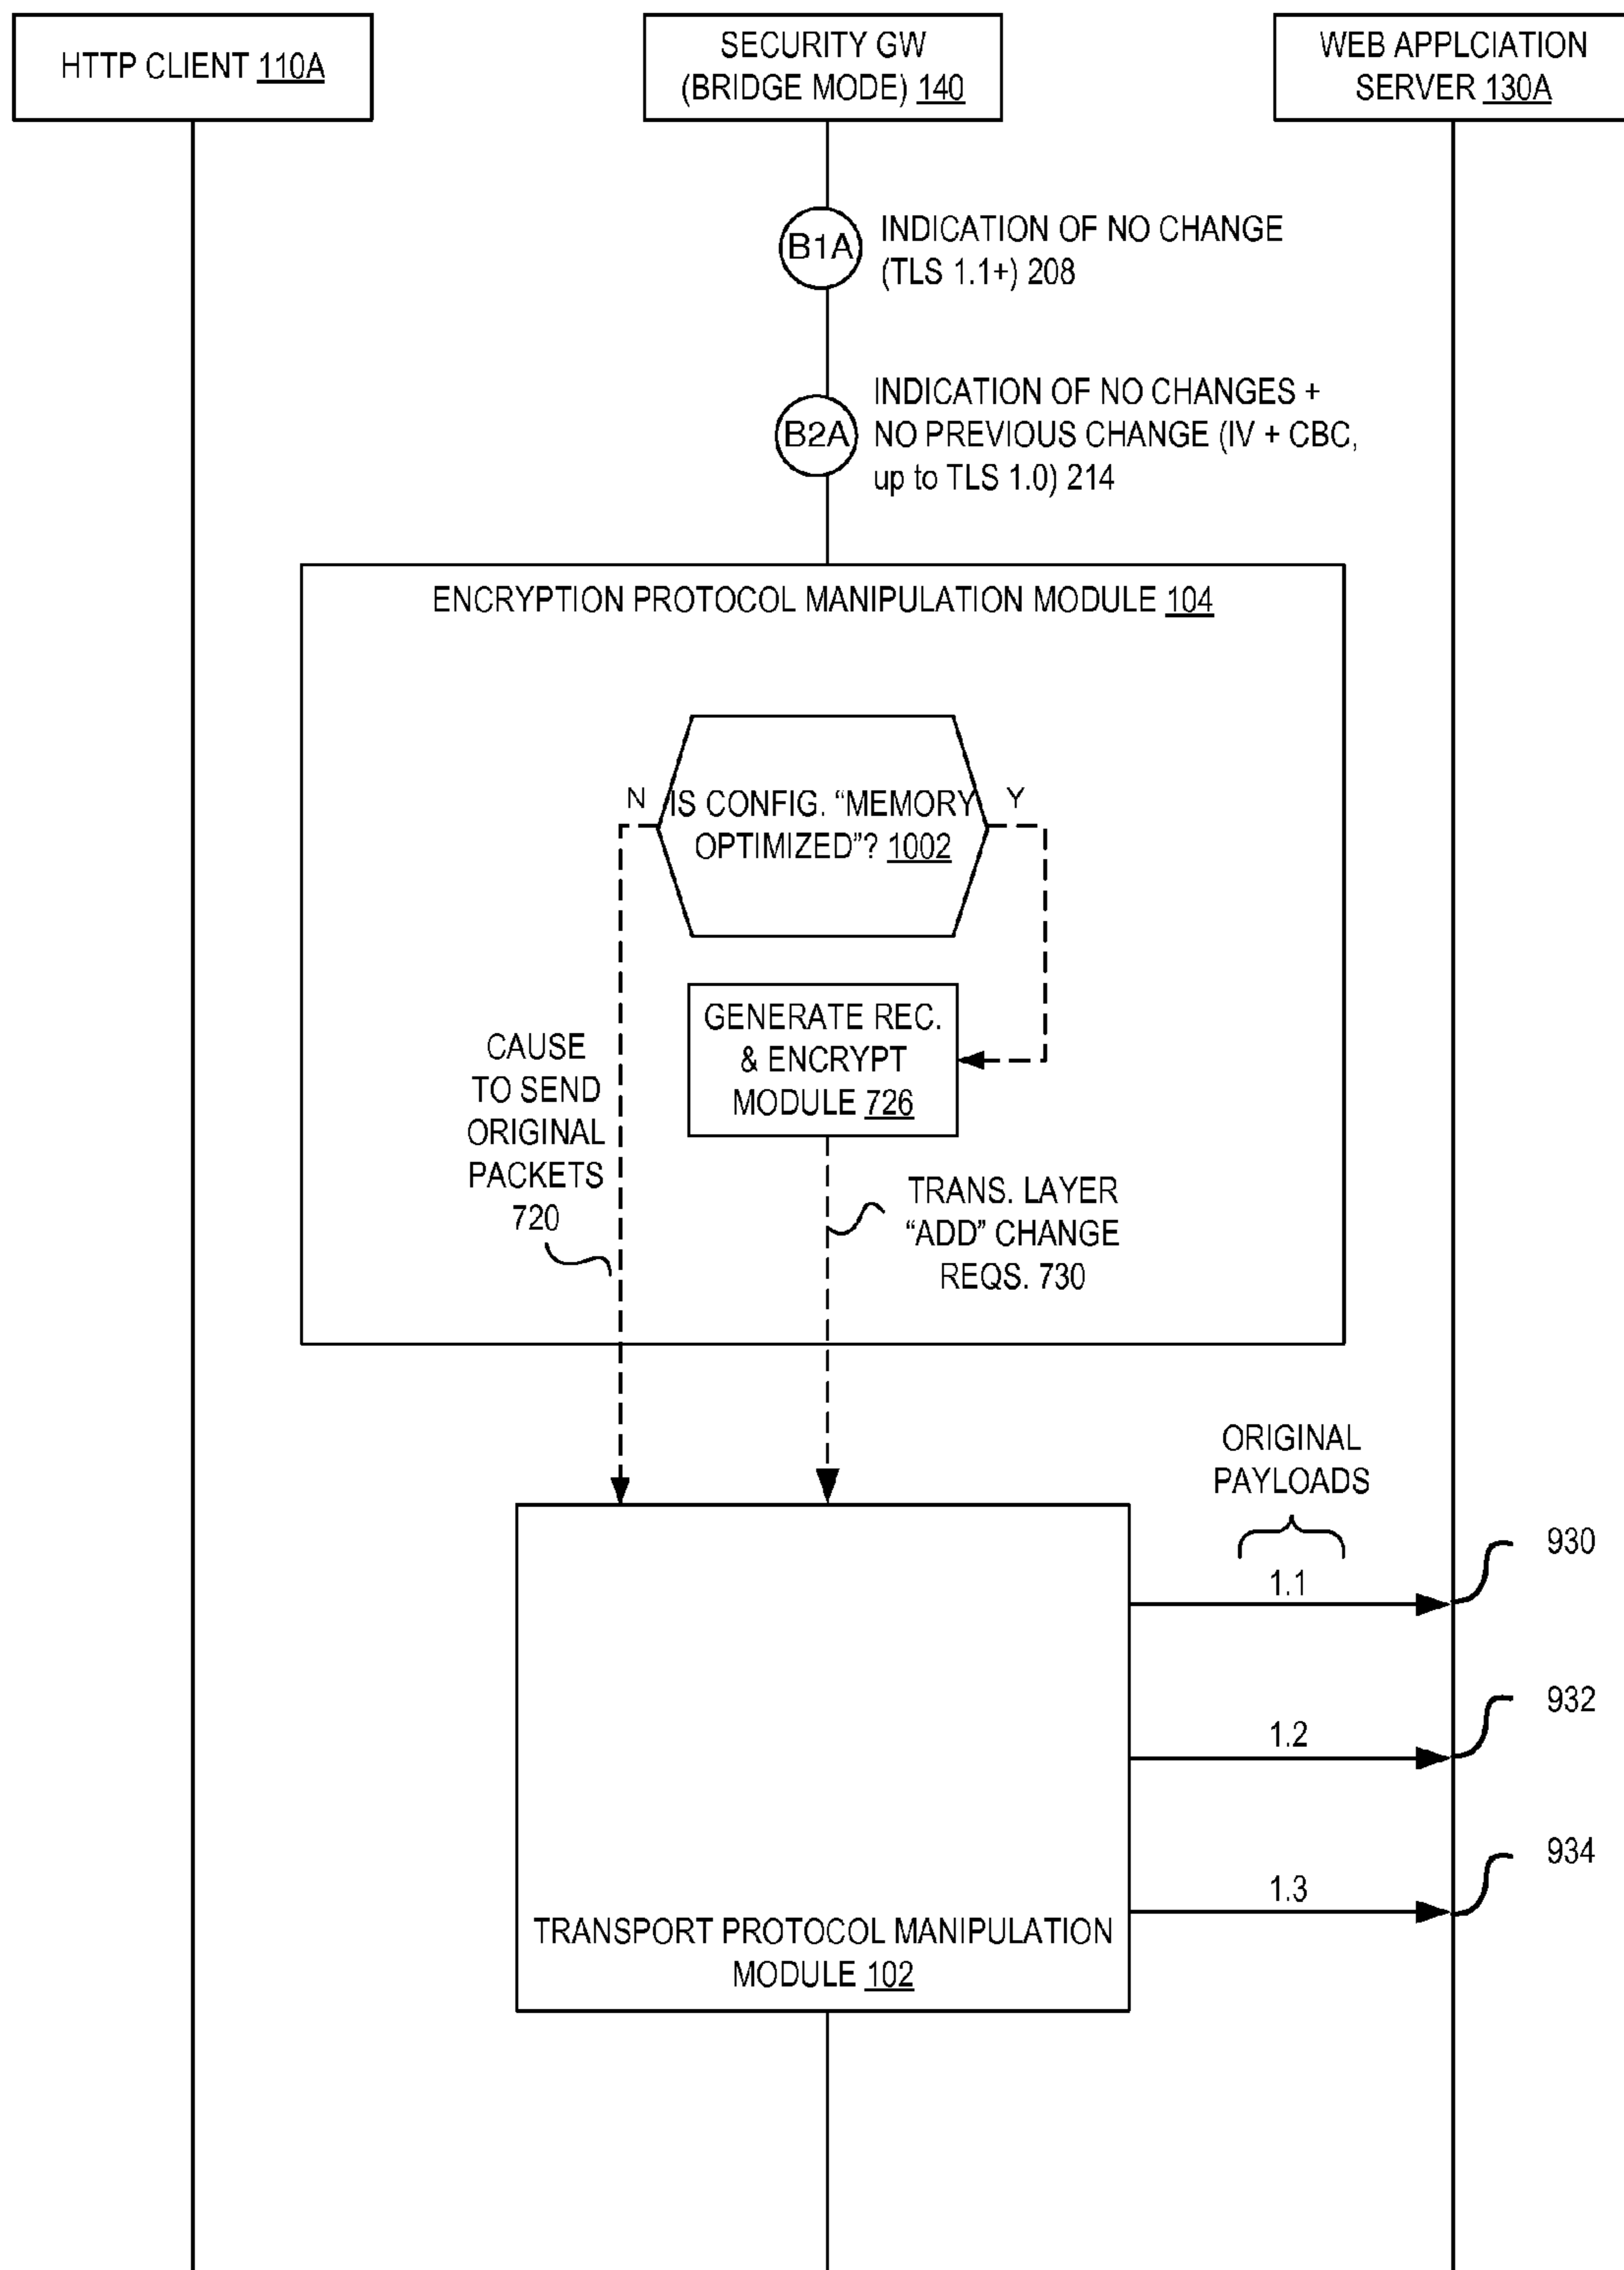 HTTP CLIENT 110A
SECURITY GW
(BRIDGE MODE) 140
WEB APPLCIATION
SERVER 130A
B1A
INDICATION OF NO CHANGE
(TLS 1.1+) 208
B2A
INDICATION OF NO CHANGES +
NO PREVIOUS CHANGE (IV + CBC,
up to TLS 1.0) 214
ENCRYPTION PROTOCOL MANIPULATION MODULE 104
N
IS CONFIG. “MEMORY
OPTIMIZED”? 1002
Y
GENERATE REC.
& ENCRYPT
MODULE 726
CAUSE
TO SEND
ORIGINAL
PACKETS
720
TRANS. LAYER
“ADD” CHANGE
REQS. 730
ORIGINAL
PAYLOADS
1.1
930
1.2
932
1.3
934
TRANSPORT PROTOCOL MANIPULATION
MODULE 102